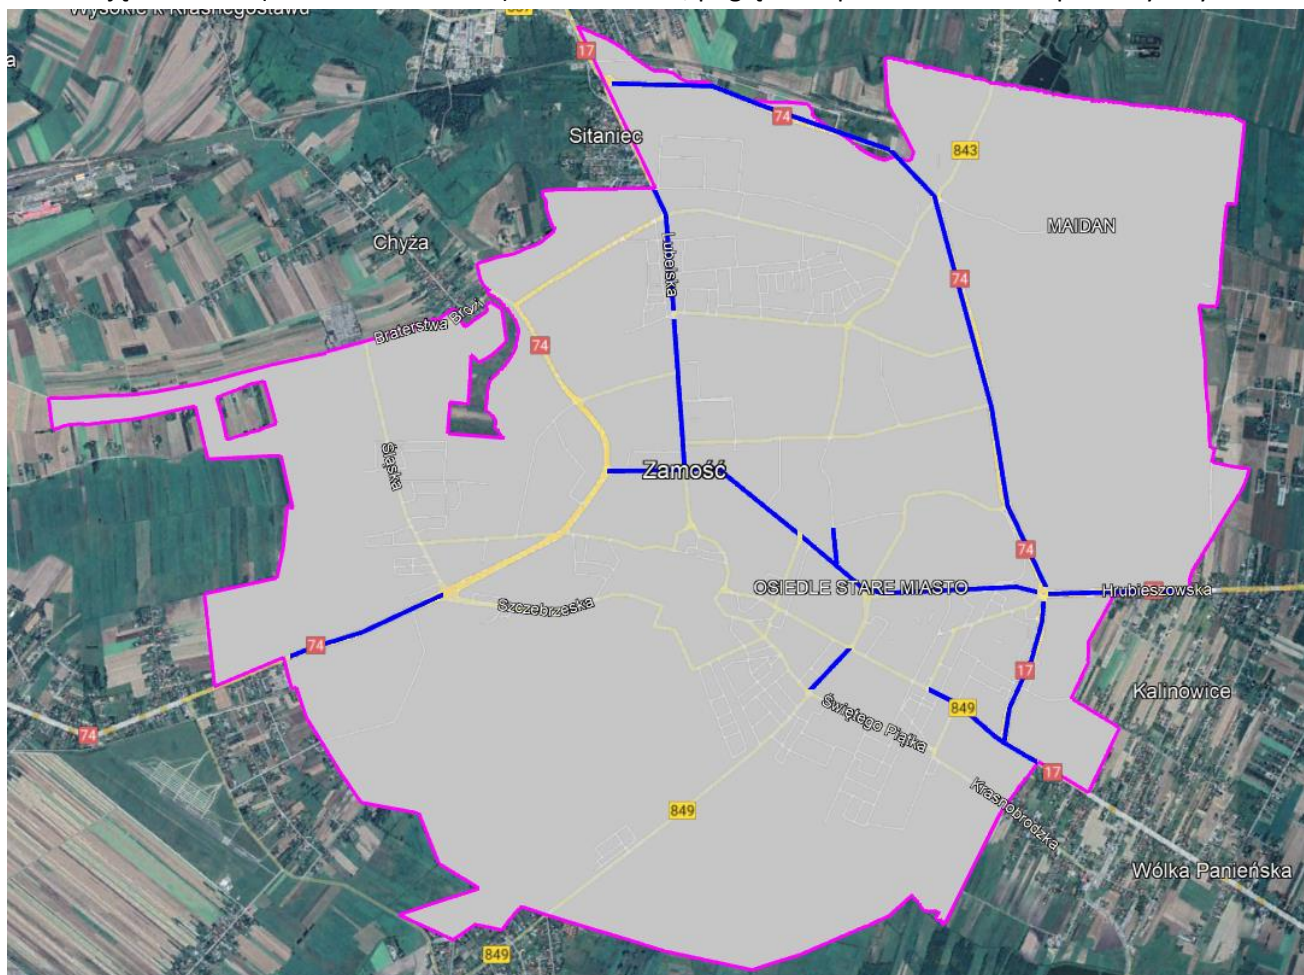 17
Sitaniec
74
843
MAIDAN
Chyża
Lubelska
74
Braterstwa Broni
74
Śląska
Zamość
74
OSIEDLE STARE MIASTO
Hrubieszowska
Szczebrzeska
74
17
Kalinowice
849
Świętego Piątka
74
17
Krasnobrodzka
849
Wólka Panieńska
849